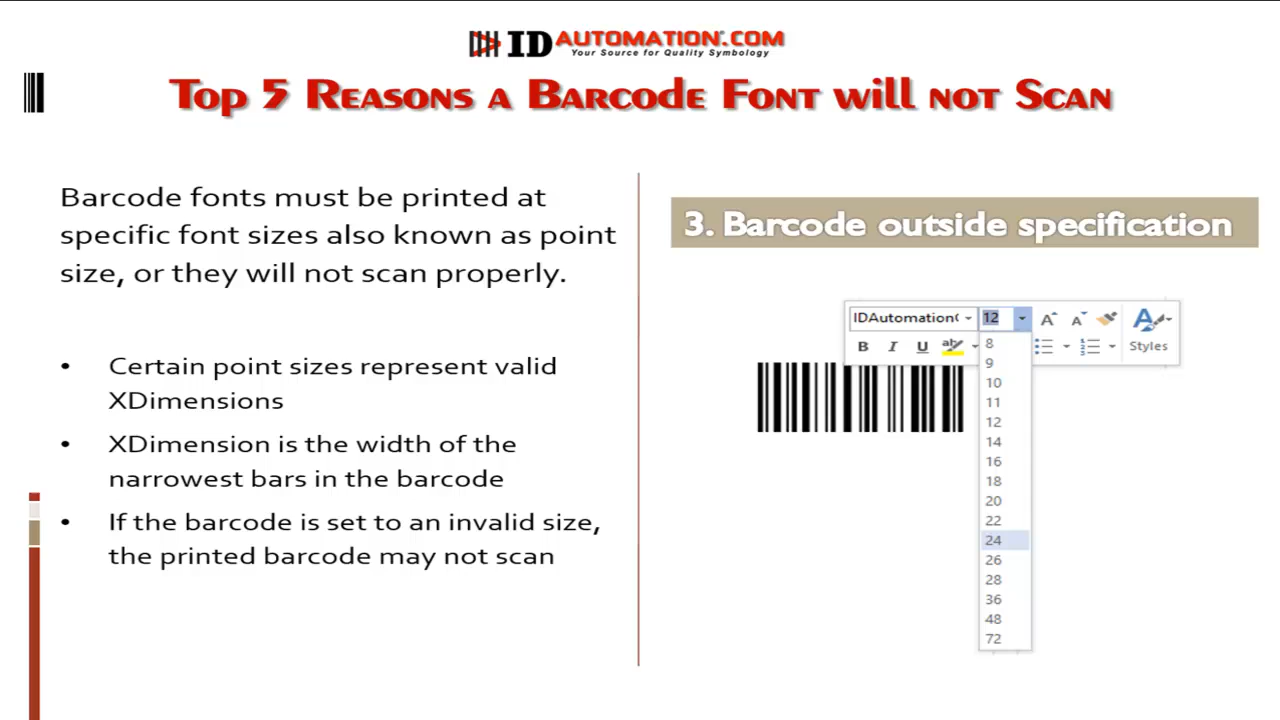 IDAUTOMATION.COM
Your Source for Quality Symbology
Top 5 Reasons a Barcode Font will not Scan
Barcode fonts must be printed at
specific font sizes also known as point
size, or they will not scan properly.
• Certain point sizes represent valid
XDimensions
• XDimension is the width of the
narrowest bars in the barcode
• If the barcode is set to an invalid size,
the printed barcode may not scan
3. Barcode outside specification
IDAutomation 12 A A A
B I U ab Styles
8
9
10
11
12
14
16
18
20
22
24
26
28
36
48
72